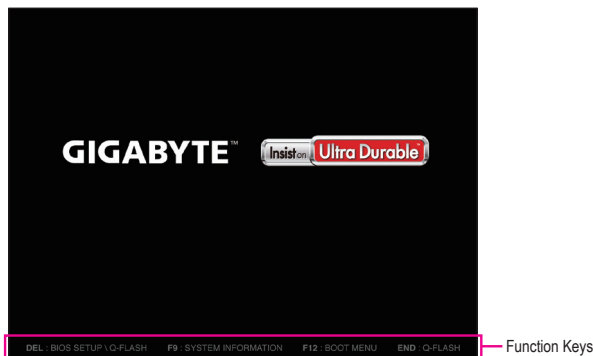 GIGABYTE™
Insist on Ultra Durable™
DEL : BIOS SETUP \ Q-FLASH F9 : SYSTEM INFORMATION F12 : BOOT MENU END : Q-FLASH
Function Keys